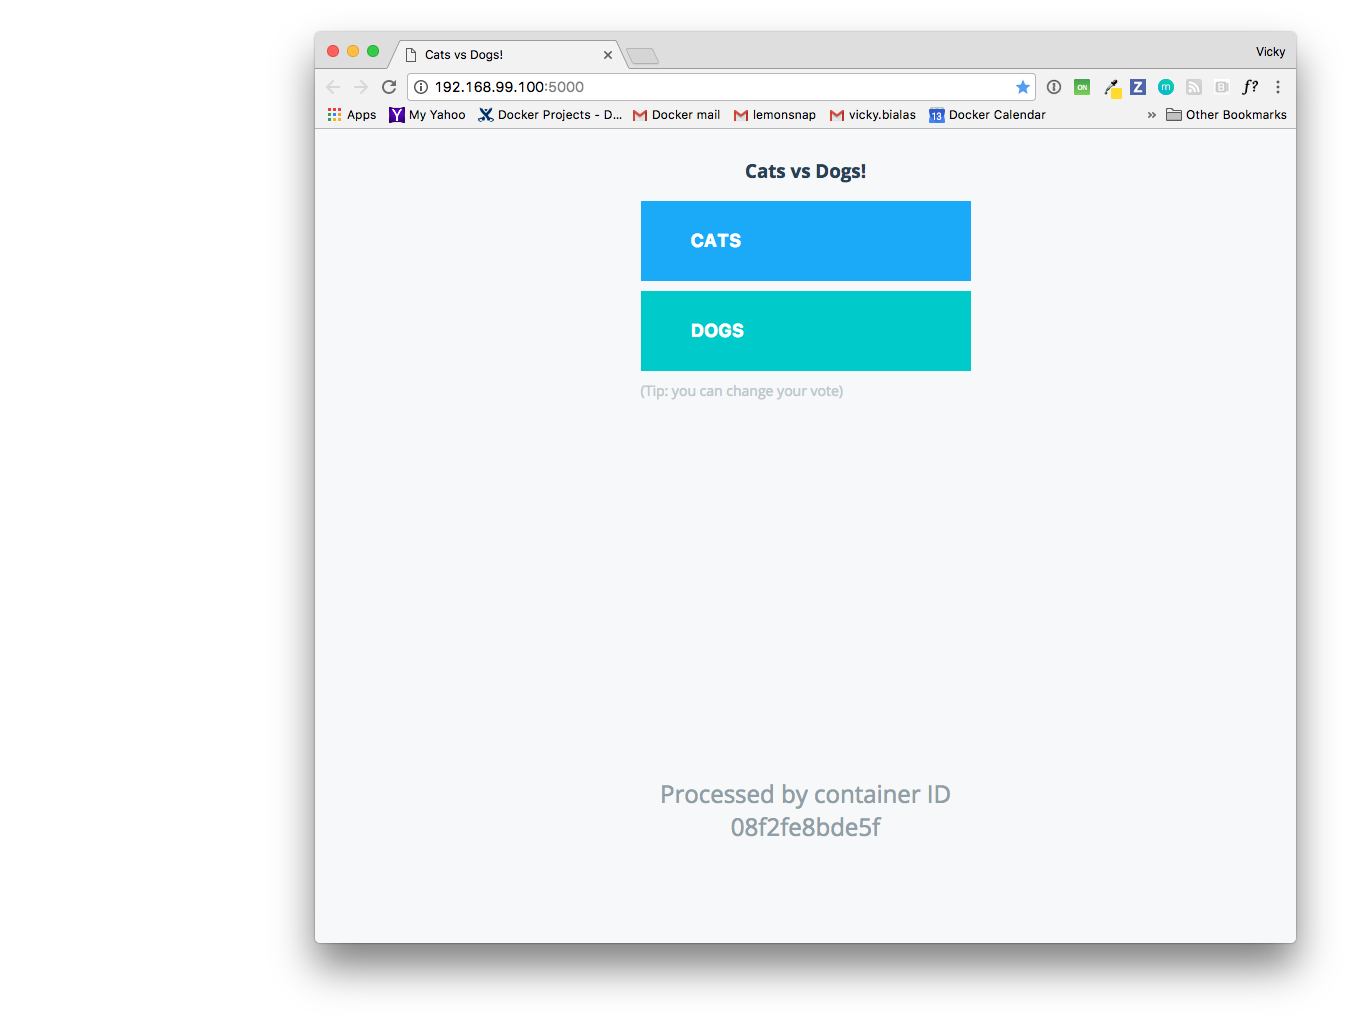 Cats vs Dogs!
Vicky
192.168.99.100:5000
ON
Z
m
B
f?
Apps
My Yahoo
Docker Projects - D...
Docker mail
lemonsnap
vicky.bialas
13
Docker Calendar
»
Other Bookmarks
Cats vs Dogs!
CATS
DOGS
(Tip: you can change your vote)
Processed by container ID
08f2fe8bde5f